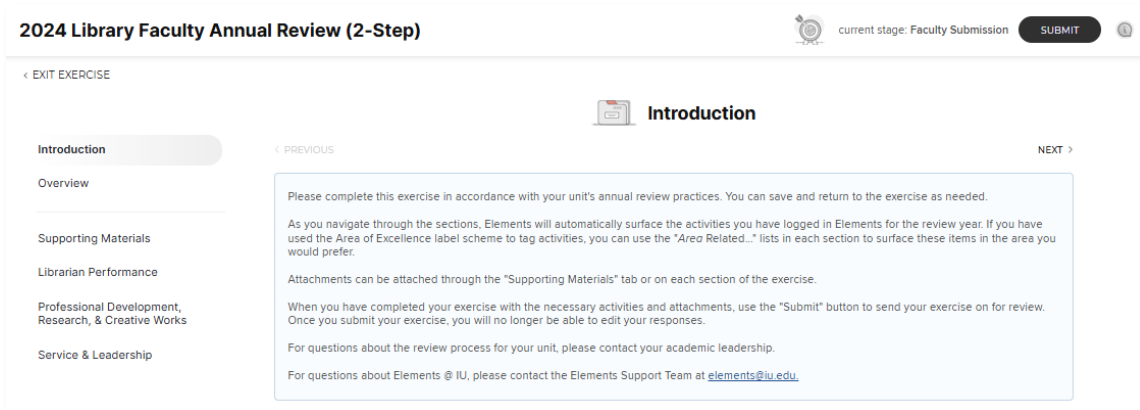 2024 Library Faculty Annual Review (2-Step)
current stage: Faculty Submission
SUBMIT
‹ EXIT EXERCISE
Introduction
Introduction
‹ PREVIOUS
NEXT ›
Overview
Supporting Materials
Librarian Performance
Professional Development,
Research, & Creative Works
Service & Leadership
Please complete this exercise in accordance with your unit's annual review practices. You can save and return to the exercise as needed.
As you navigate through the sections, Elements will automatically surface the activities you have logged in Elements for the review year. If you have
used the Area of Excellence label scheme to tag activities, you can use the "Area Related..." lists in each section to surface these items in the area you
would prefer.
Attachments can be attached through the "Supporting Materials" tab or on each section of the exercise.
When you have completed your exercise with the necessary activities and attachments, use the "Submit" button to send your exercise on for review.
Once you submit your exercise, you will no longer be able to edit your responses.
For questions about the review process for your unit, please contact your academic leadership.
For questions about Elements @ IU, please contact the Elements Support Team at elements@iu.edu.